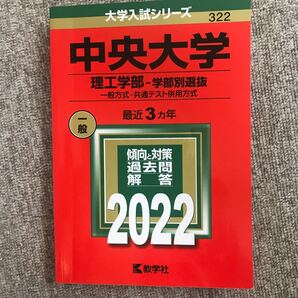 大学入試シリーズ
322
中央大学
理工学部-学部別選抜
一般方式・共通テスト併用方式
一般
最近3カ年
傾向と対策
過去問
解答
2022
教学社